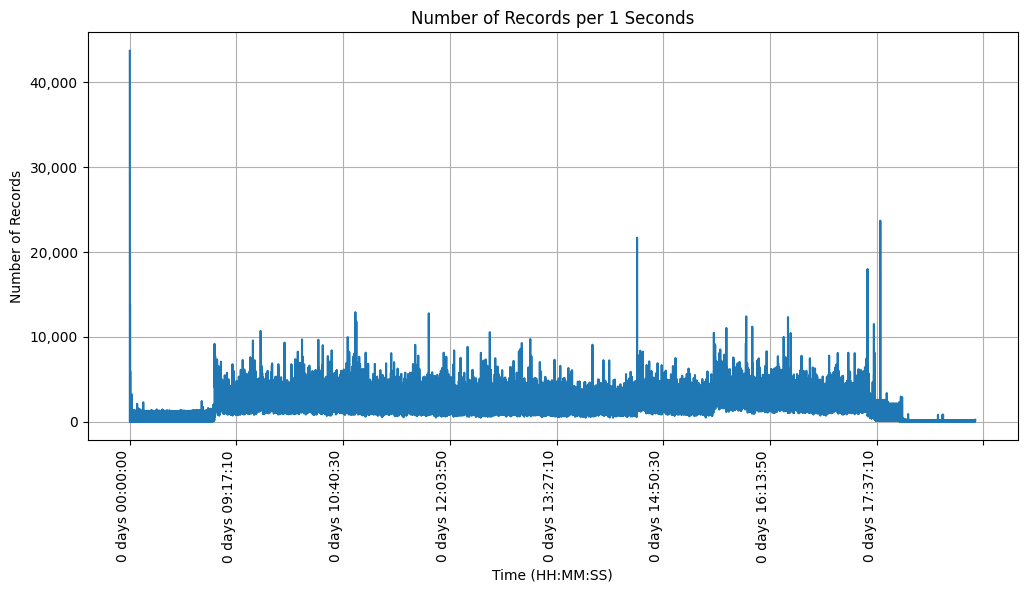 Number of Records per 1 Seconds
Number of Records
40,000
30,000
20,000
10,000
0
0 days 00:00:00
0 days 09:17:10
0 days 10:40:30
0 days 12:03:50
0 days 13:27:10
0 days 14:50:30
0 days 16:13:50
0 days 17:37:10
Time (HH:MM:SS)